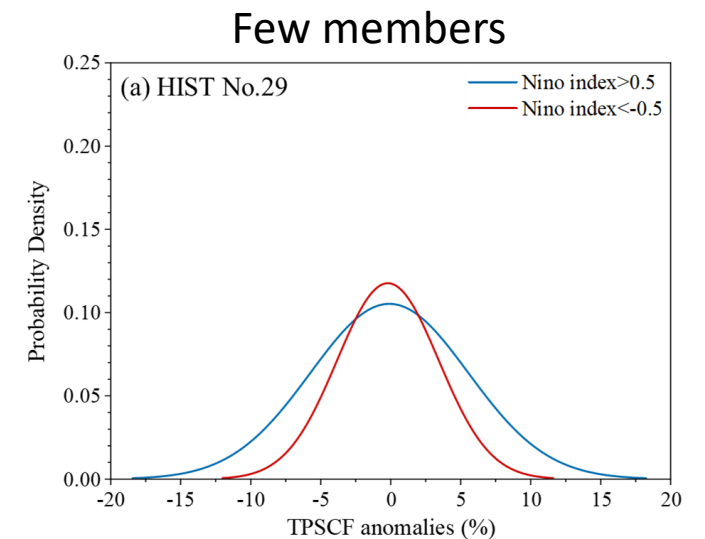 Few members
(a) HIST No.29
Nino index>0.5
Nino index<-0.5
Probability Density
0.25
0.20
0.15
0.10
0.05
0.00
-20 -15 -10 -5 0 5 10 15 20
TPSCF anomalies (%)